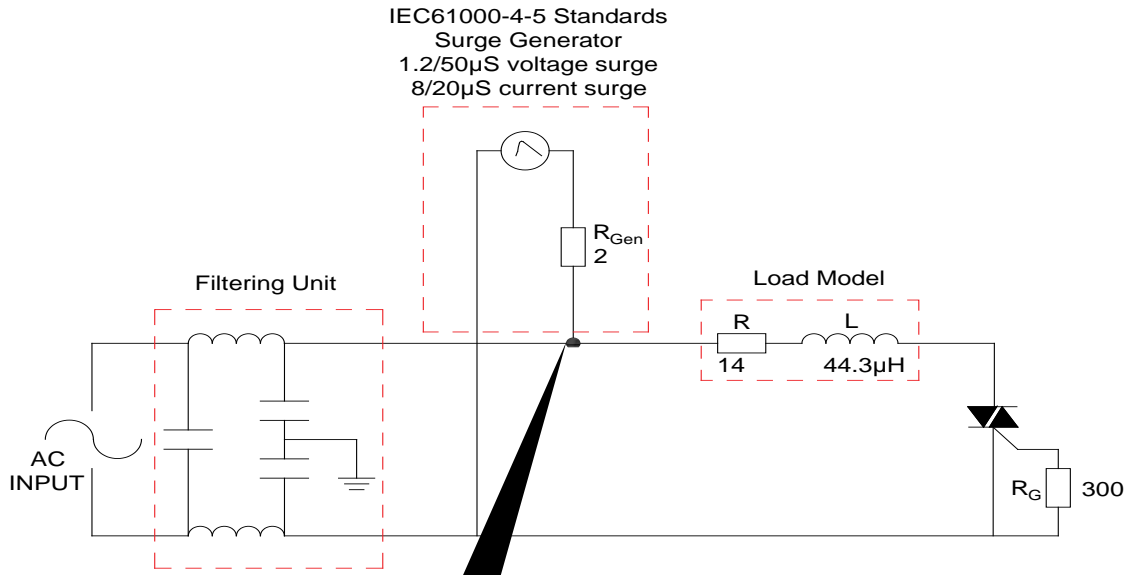 IEC61000-4-5 Standards
Surge Generator
1.2/50µS voltage surge
8/20µS current surge
RGen
2
Filtering Unit
Load Model
R
L
14
44.3µH
AC
INPUT
RG
300